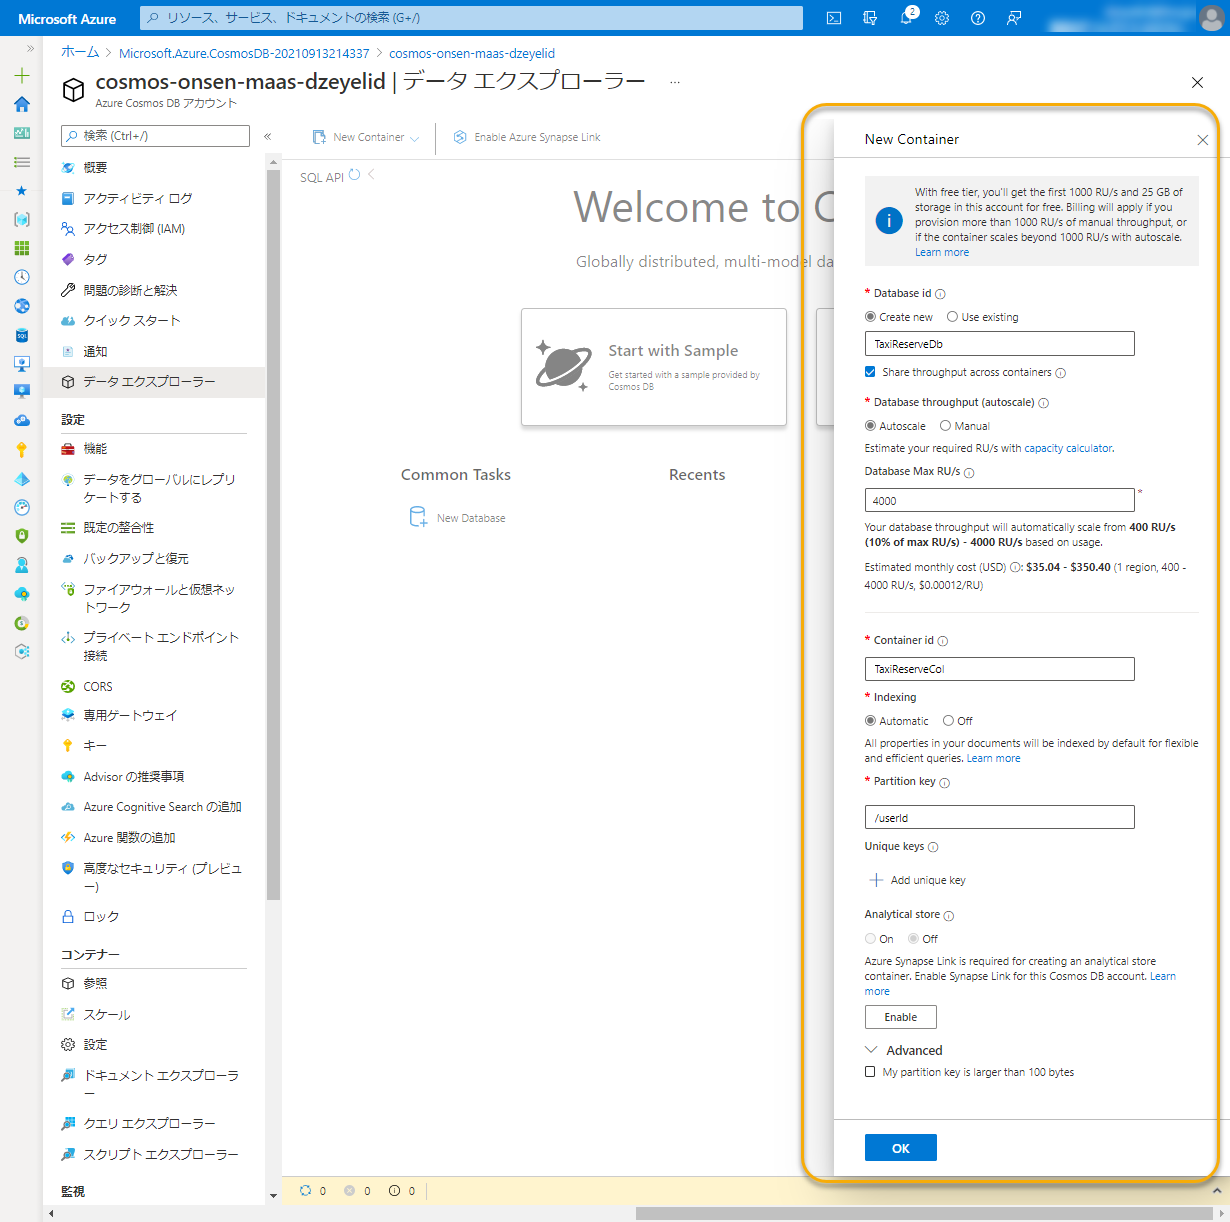 Microsoft Azure
リソース、サービス、ドキュメントの検索 (G+/)
2
ホーム > Microsoft.Azure.CosmosDB-20210913214337 > cosmos-onsen-maas-dzeyelid
cosmos-onsen-maas-dzeyelid | データ エクスプローラー ...
Azure Cosmos DB アカウント
検索 (Ctrl+/)
概要
アクティビティ ログ
アクセス制御 (IAM)
タグ
問題の診断と解決
クイック スタート
通知
データ エクスプローラー
設定
機能
データをグローバルにレプリ
ケートする
既定の整合性
バックアップと復元
ファイアウォールと仮想ネッ
トワーク
プライベート エンドポイント
接続
CORS
専用ゲートウェイ
キー
Advisor の推奨事項
Azure Cognitive Search の追加
Azure 関数の追加
高度なセキュリティ (プレビュ
ー)
ロック
コンテナー
参照
スケール
設定
ドキュメント エクスプローラ
ー
クエリ エクスプローラー
スクリプト エクスプローラー
監視
New Container
Enable Azure Synapse Link
SQL API
Welcome to C
Globally distributed, multi-model da
Start with Sample
Get started with a sample provided by
Cosmos DB
Common Tasks
Recents
New Database
0 0 0
New Container
With free tier, you'll get the first 1000 RU/s and 25 GB of
storage in this account for free. Billing will apply if you
provision more than 1000 RU/s of manual throughput, or
if the container scales beyond 1000 RU/s with autoscale.
Learn more
* Database id
Create new Use existing
TaxiReserveDb
Share throughput across containers
* Database throughput (autoscale)
Autoscale Manual
Estimate your required RU/s with capacity calculator.
Database Max RU/s
4000 *
Your database throughput will automatically scale from 400 RU/s
(10% of max RU/s) - 4000 RU/s based on usage.
Estimated monthly cost (USD) : $35.04 - $350.40 (1 region, 400 -
4000 RU/s, $0.00012/RU)
* Container id
TaxiReserveCol
* Indexing
Automatic Off
All properties in your documents will be indexed by default for flexible
and efficient queries. Learn more
* Partition key
/userId
Unique keys
Add unique key
Analytical store
On Off
Azure Synapse Link is required for creating an analytical store
container. Enable Synapse Link for this Cosmos DB account. Learn
more
Enable
Advanced
My partition key is larger than 100 bytes
OK